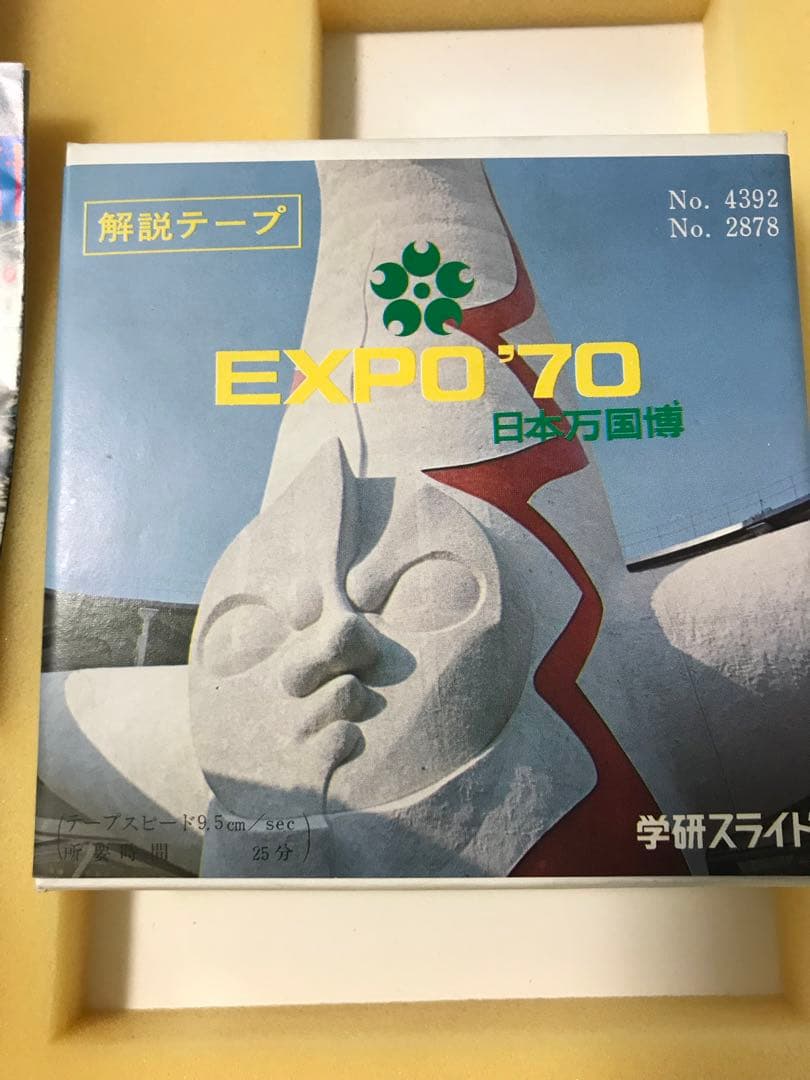 解説テープ
No. 4392
No. 2878
EXPO'70
日本万国博
テープスピード9.5cm/sec
所要時間 25分
学研スライド